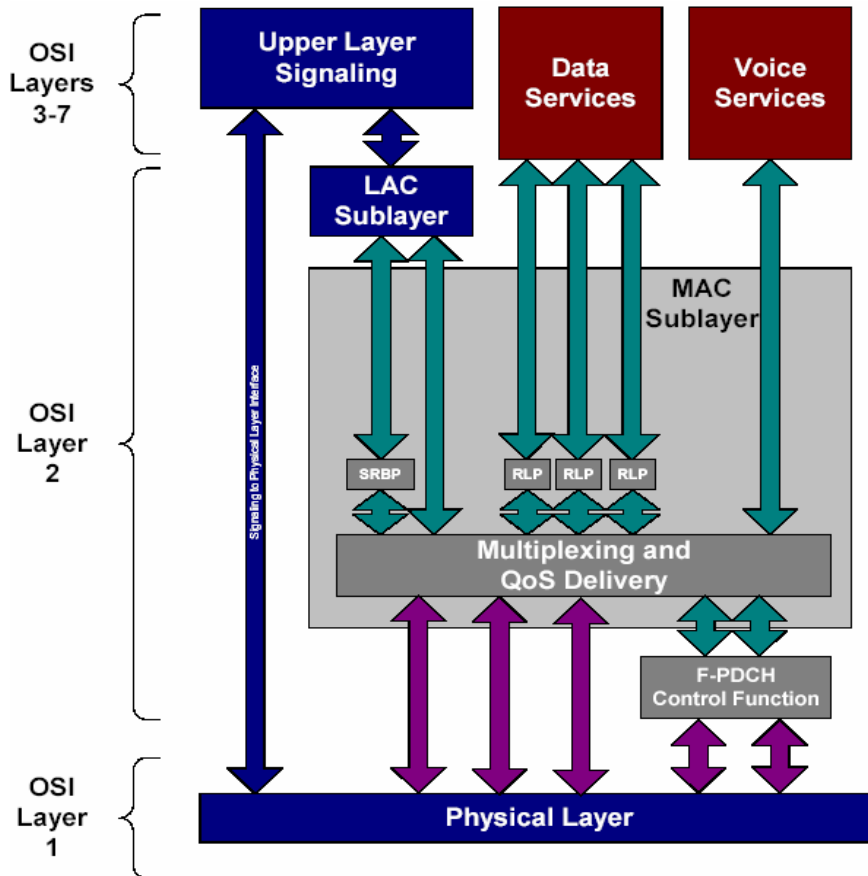 OSI
Layers
3-7
Upper Layer
Signaling
Data
Services
Voice
Services
LAC
Sublayer
MAC
Sublayer
OSI
Layer
2
Signaling to Physical Layer Interface
SRBP
RLP
RLP
RLP
Multiplexing and
QoS Delivery
F-PDCH
Control Function
OSI
Layer
1
Physical Layer